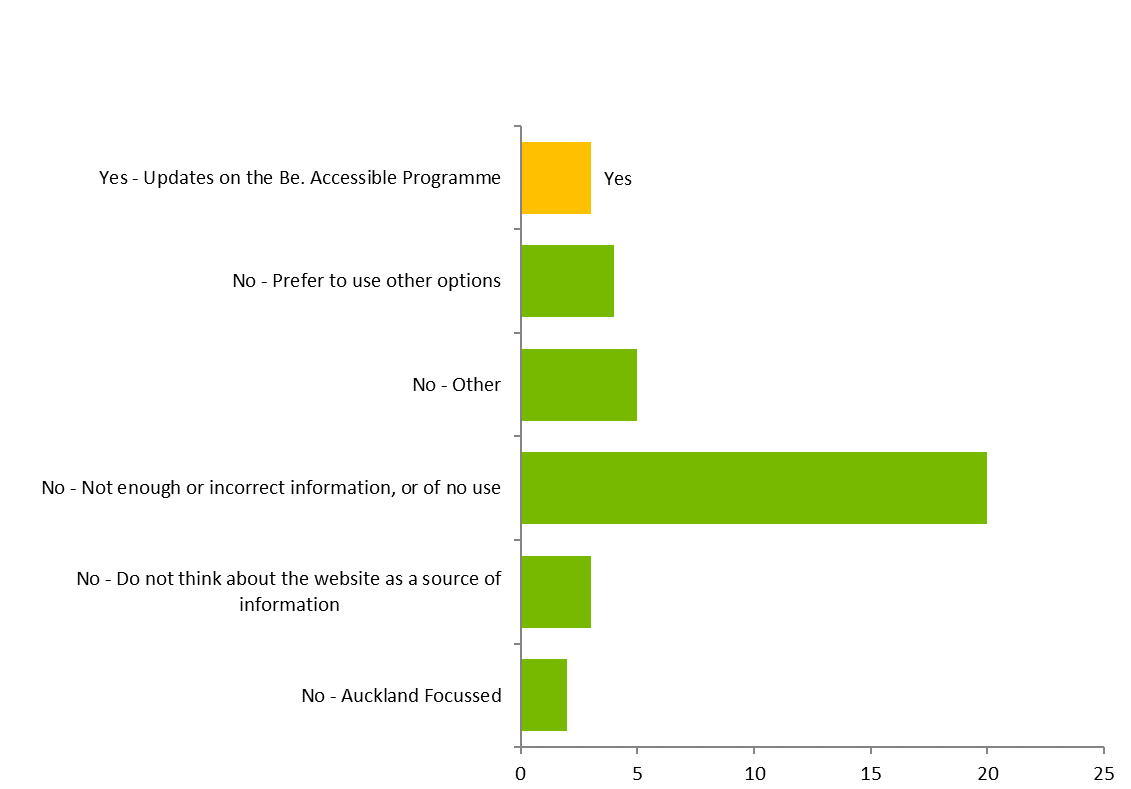 Yes - Updates on the Be. Accessible Programme
Yes
No - Prefer to use other options
No - Other
No - Not enough or incorrect information, or of no use
No - Do not think about the website as a source of
information
No - Auckland Focussed
0 5 10 15 20 25